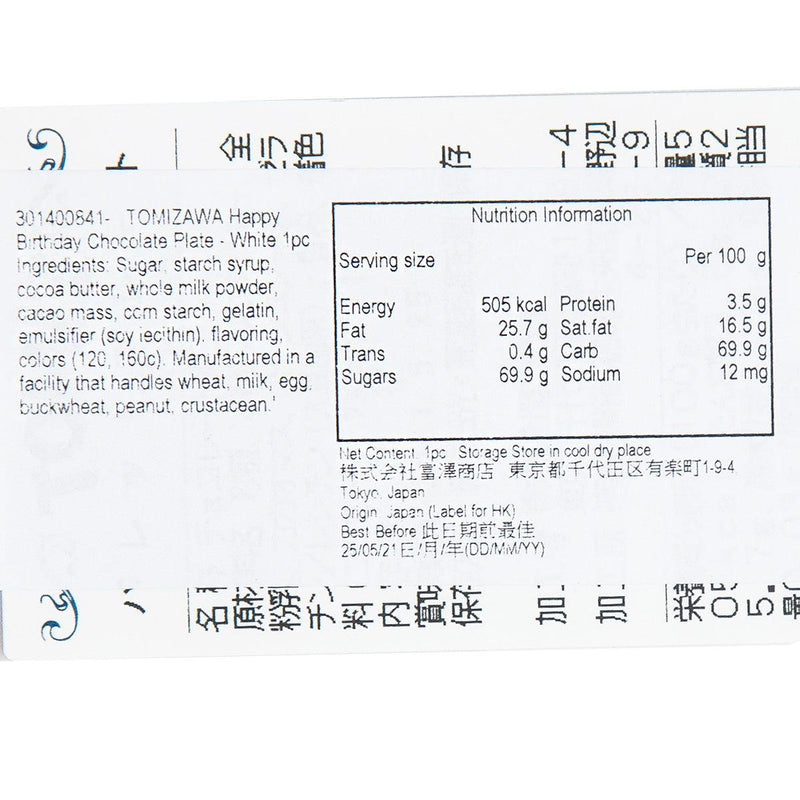 301400841- TOMIZAWA Happy
Birthday Chocolate Plate - White 1pc
Ingredients: Sugar, starch syrup,
cocoa butter, whole milk powder,
cacao mass, corn starch, gelatin,
emulsifier (soy lecithin), flavoring,
colors (120, 160c). Manufactured in a
facility that handles wheat, milk, egg,
buckwheat, peanut, crustacean.
Nutrition Information
Serving size Per 100 g
Energy 505 kcal Protein 3.5 g
Fat 25.7 g Sat.fat 16.5 g
Trans 0.4 g Carb 69.9 g
Sugars 69.9 g Sodium 12 mg
Net Content: 1pc Storage Store in cool dry place
株式会社富澤商店 東京都千代田区有楽町1-9-4
Tokyo, Japan
Origin: Japan (Label for HK)
Best Before 此日期前最佳
25/05/21日/月/年(DD/MM/YY)